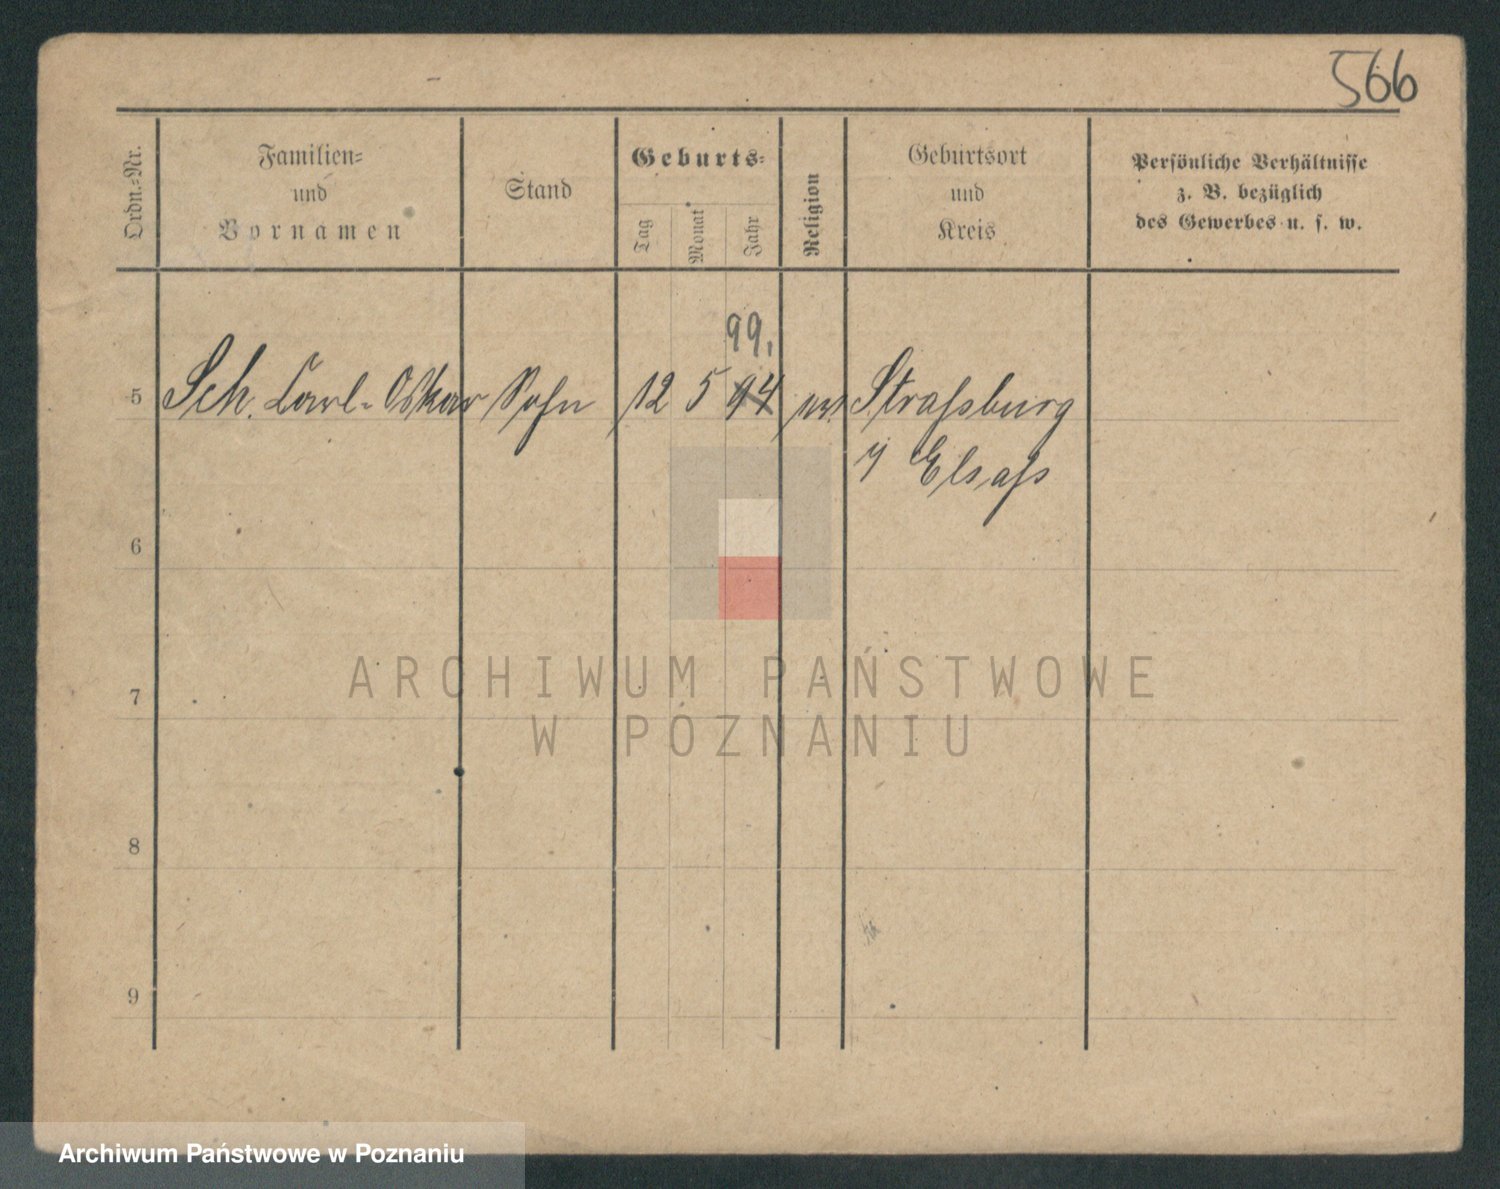 566
Ordn.-Nr.
Familien-
und
Vornamen
Stand
Geburts-
Tag
Monat
Jahr
Religion
Geburtsort
und
Kreis
Persönliche Verhältnisse
z. B. bezüglich
des Gewerbes u. s. w.
99.
5 Sch. Carl-Oskar Sohn 12 5 94 Straßburg
Elsaß
6
7
8
9
ARCHIWUM PAŃSTWOWE
W POZNANIU
Archiwum Państwowe w Poznaniu